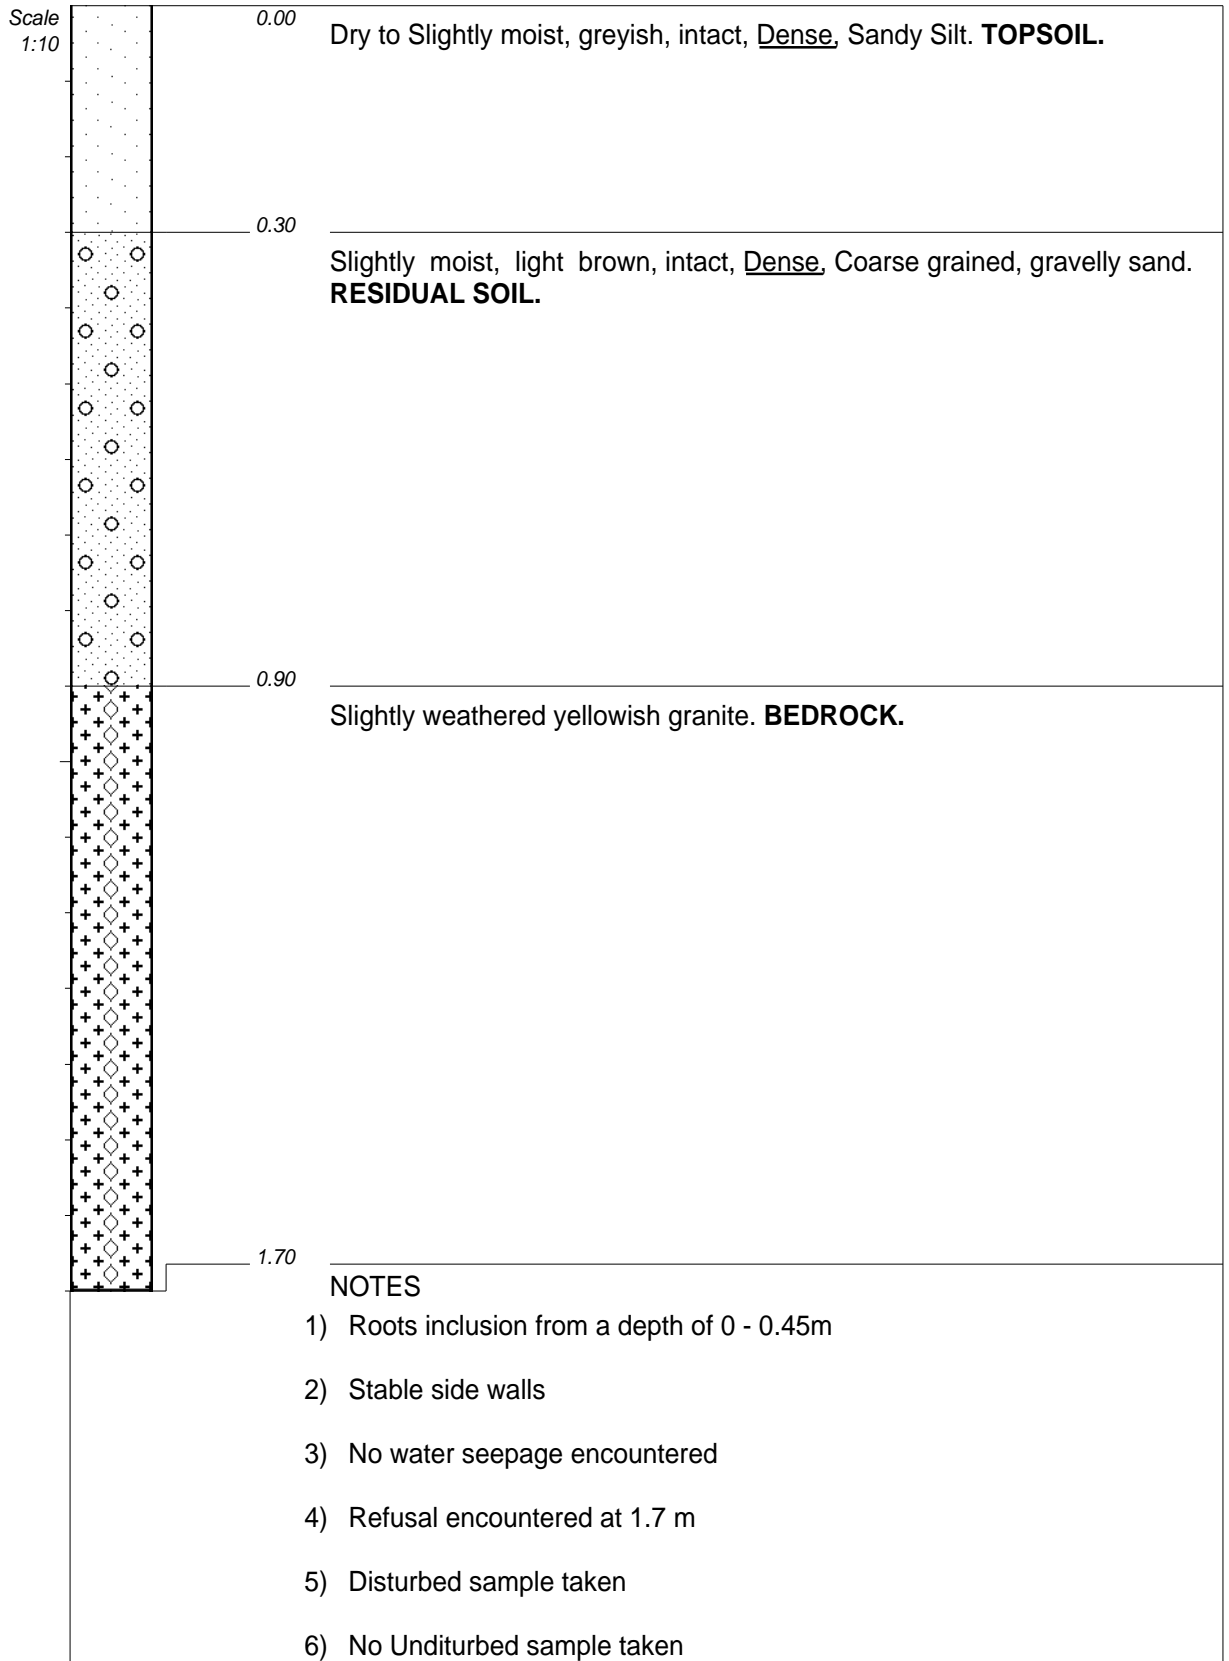 Scale
1:10
0.00
Dry to Slightly moist, greyish, intact, Dense, Sandy Silt. TOPSOIL.
0.30
Slightly moist, light brown, intact, Dense, Coarse grained, gravelly sand.
RESIDUAL SOIL.
0.90
Slightly weathered yellowish granite. BEDROCK.
1.70
NOTES
1) Roots inclusion from a depth of 0 - 0.45m
2) Stable side walls
3) No water seepage encountered
4) Refusal encountered at 1.7 m
5) Disturbed sample taken
6) No Unditurbed sample taken